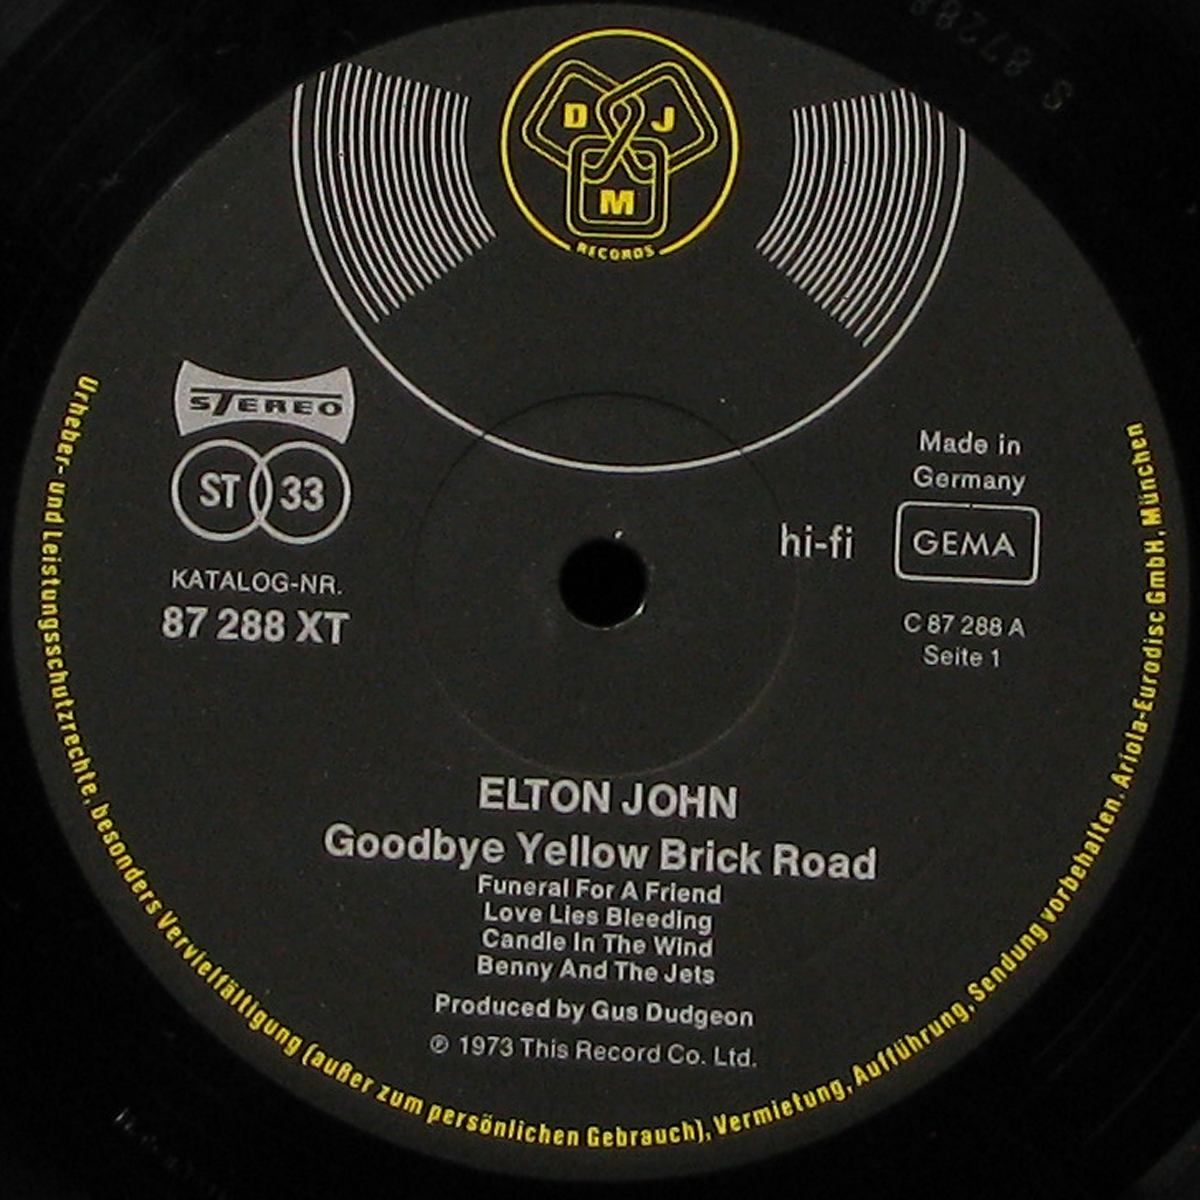 S 87288
D J
M
RECORDS
STEREO
ST 33
KATALOG-NR.
87 288 XT
Made in
Germany
hi-fi
GEMA
C 87 288 A
Seite 1
ELTON JOHN
Goodbye Yellow Brick Road
Funeral For A Friend
Love Lies Bleeding
Candle In The Wind
Benny And The Jets
Produced by Gus Dudgeon
℗ 1973 This Record Co. Ltd.
Urheber- und Leistungsschutzrechte, besonders Vervielfältigung (außer zum persönlichen Gebrauch), Vermietung, Aufführung, Sendung vorbehalten. Ariola-Eurodisc GmbH, München